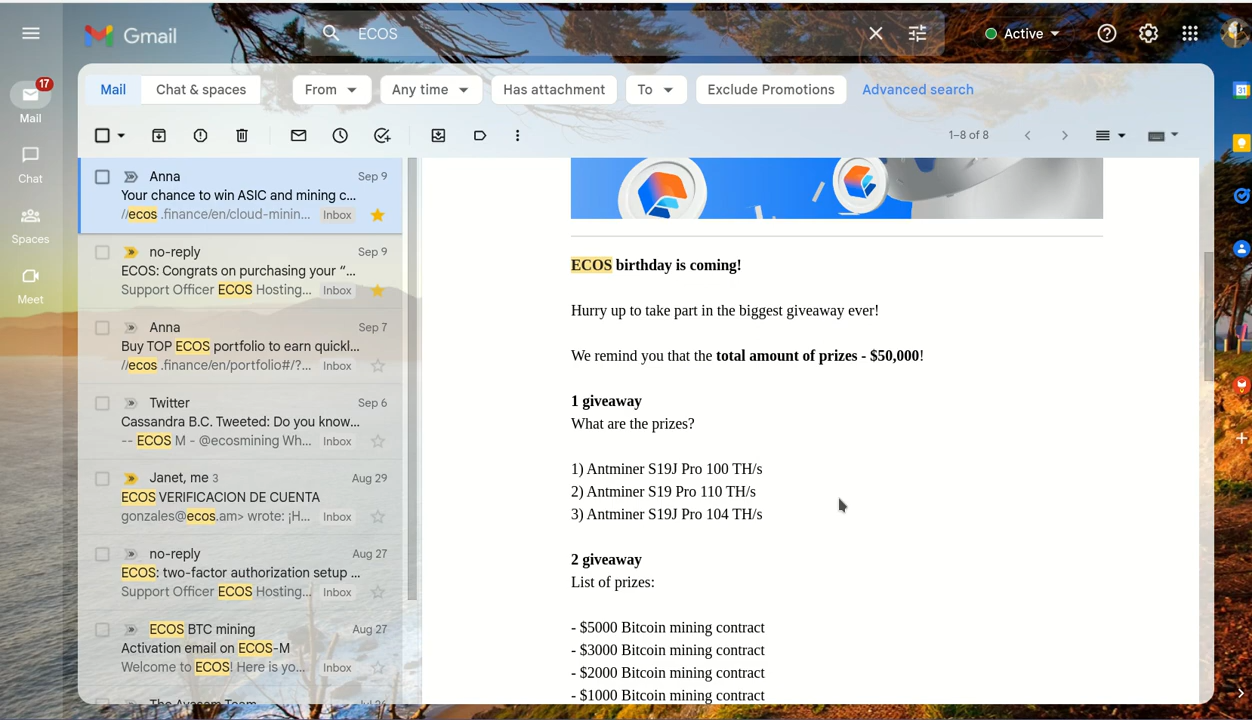 Gmail
ECOS
Active
17
Mail
Chat
Spaces
Meet
Mail
Chat & spaces
From
Any time
Has attachment
To
Exclude Promotions
Advanced search
1–8 of 8
Anna
Sep 9
Your chance to win ASIC and mining c...
//ecos .finance/en/cloud-minin...
Inbox
no-reply
Sep 9
ECOS: Congrats on purchasing your “...
Support Officer ECOS Hosting...
Inbox
Anna
Sep 7
Buy TOP ECOS portfolio to earn quickl...
//ecos .finance/en/portfolio#/?...
Inbox
Twitter
Sep 6
Cassandra B.C. Tweeted: Do you know...
-- ECOS M - @ecosmining Wh...
Inbox
Janet, me 3
Aug 29
ECOS VERIFICACION DE CUENTA
gonzales@ecos.am> wrote: ¡H...
Inbox
no-reply
Aug 27
ECOS: two-factor authorization setup ...
Support Officer ECOS Hosting...
Inbox
ECOS BTC mining
Aug 27
Activation email on ECOS-M
Welcome to ECOS! Here is yo...
Inbox
ECOS birthday is coming!
Hurry up to take part in the biggest giveaway ever!
We remind you that the total amount of prizes - $50,000!
1 giveaway
What are the prizes?
1) Antminer S19J Pro 100 TH/s
2) Antminer S19 Pro 110 TH/s
3) Antminer S19J Pro 104 TH/s
2 giveaway
List of prizes:
- $5000 Bitcoin mining contract
- $3000 Bitcoin mining contract
- $2000 Bitcoin mining contract
- $1000 Bitcoin mining contract
31